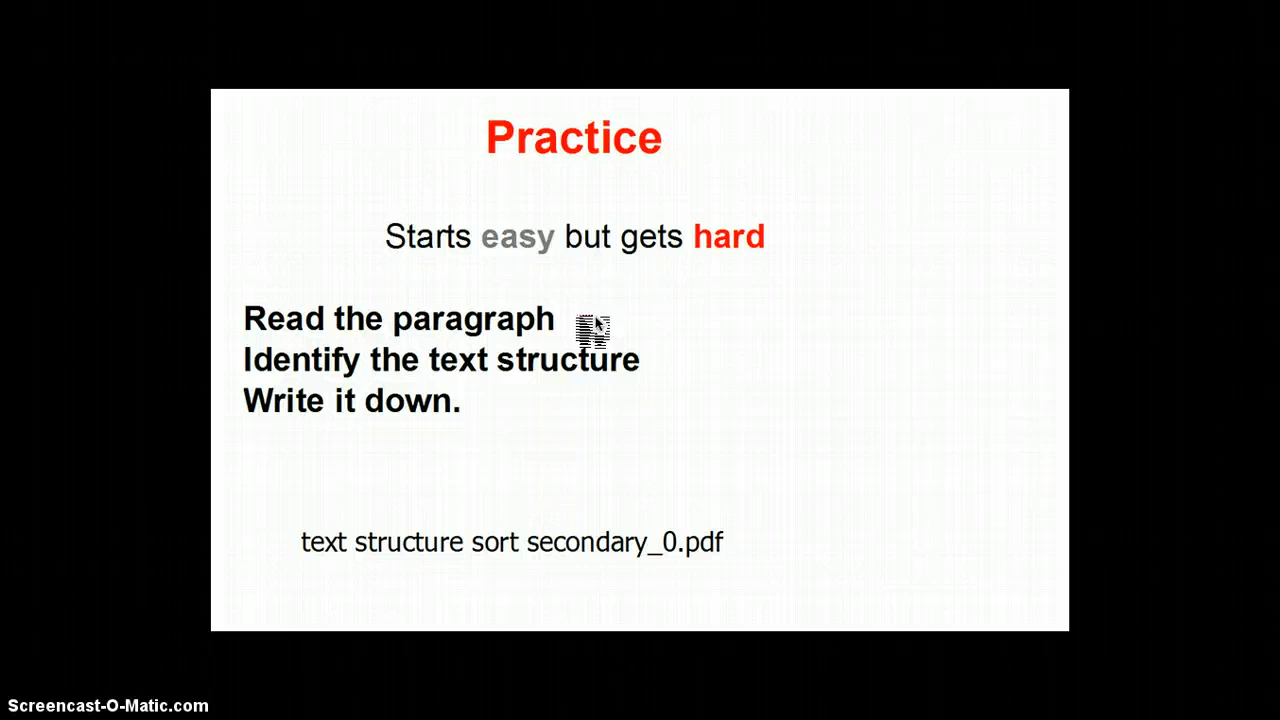 Practice
Starts easy but gets hard
Read the paragraph
Identify the text structure
Write it down.
text structure sort secondary_0.pdf
Screencast-O-Matic.com